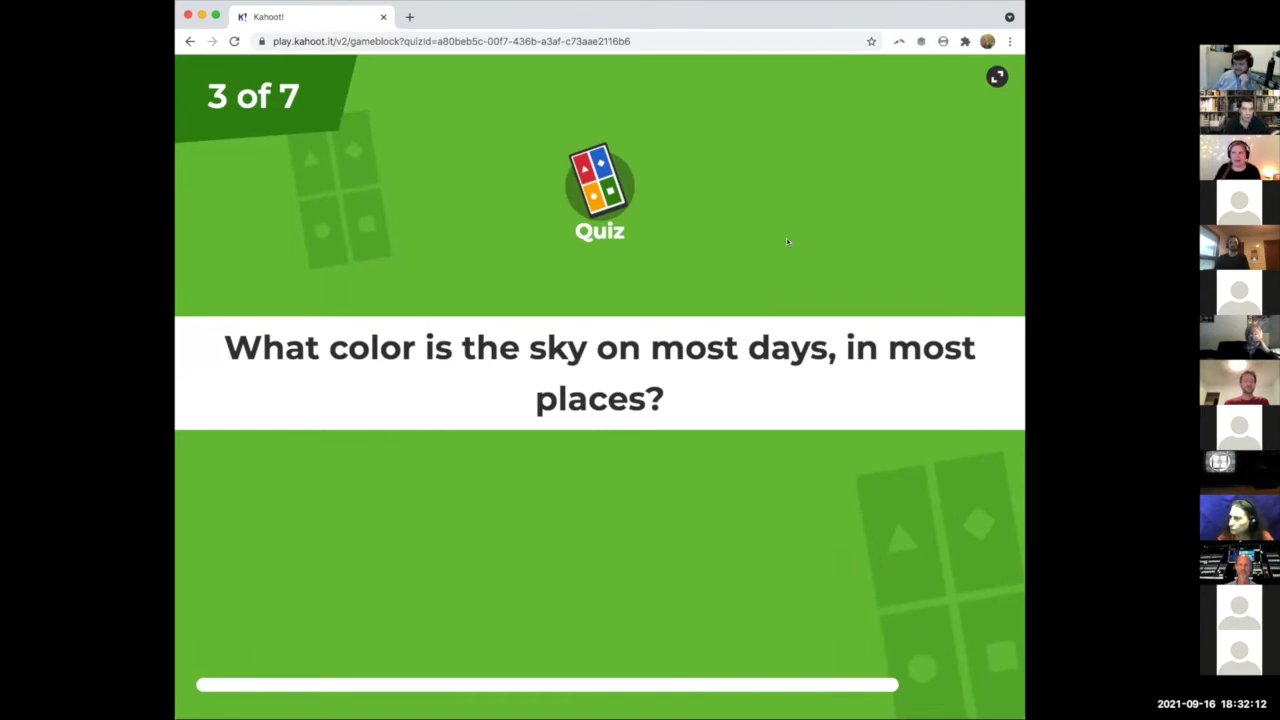 Kahoot!
play.kahoot.it/v2/gameblock?quizId=a80beb5c-00f7-436b-a3af-c73aae2116b6
3 of 7
Quiz
What color is the sky on most days, in most
places?
2021-09-16 18:32:12